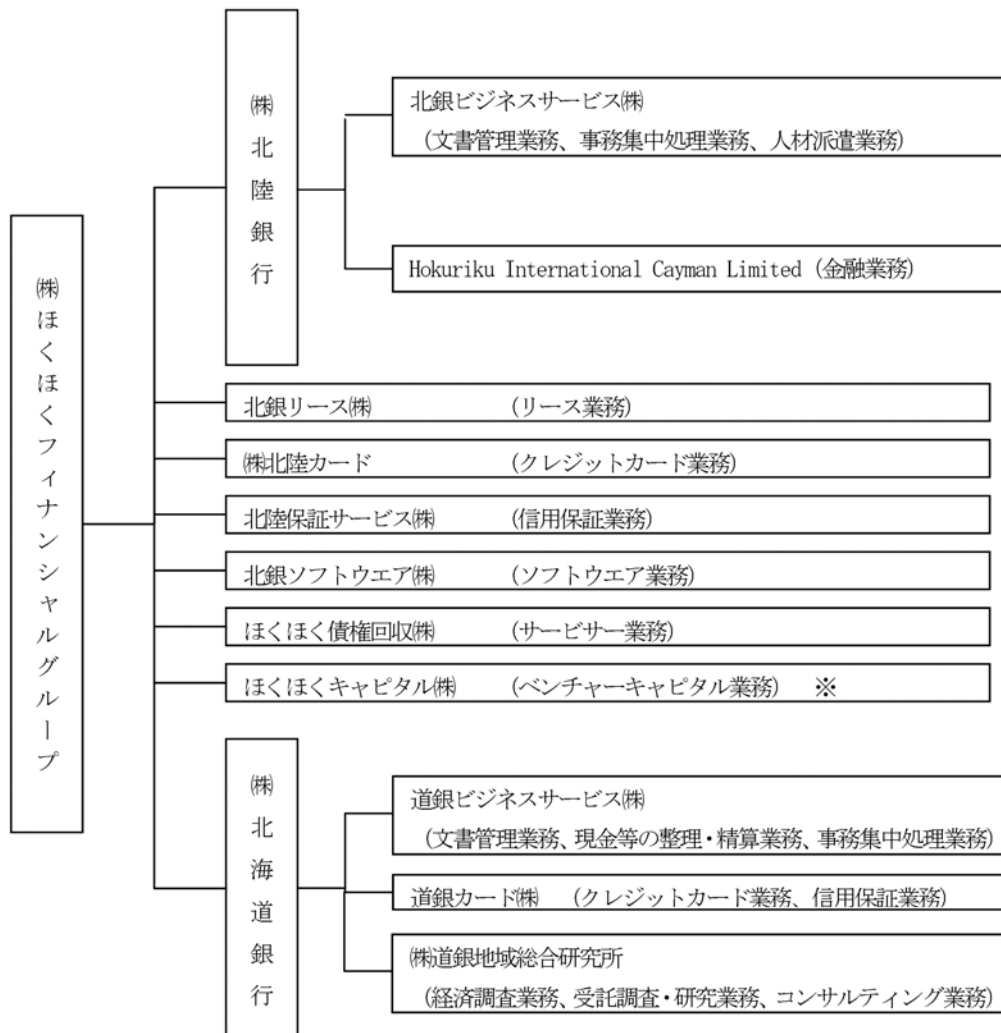 ㈱ほくほくフィナンシャルグループ
㈱北陸銀行
北銀ビジネスサービス㈱
(文書管理業務、事務集中処理業務、人材派遣業務)
Hokuriku International Cayman Limited (金融業務)
北銀リース㈱ (リース業務)
㈱北陸カード (クレジットカード業務)
北陸保証サービス㈱ (信用保証業務)
北銀ソフトウエア㈱ (ソフトウエア業務)
ほくほく債権回収㈱ (サービサー業務)
ほくほくキャピタル㈱ (ベンチャーキャピタル業務) ※
㈱北海道銀行
道銀ビジネスサービス㈱
(文書管理業務、現金等の整理・精算業務、事務集中処理業務)
道銀カード㈱ (クレジットカード業務、信用保証業務)
㈱道銀地域総合研究所
(経済調査業務、受託調査・研究業務、コンサルティング業務)